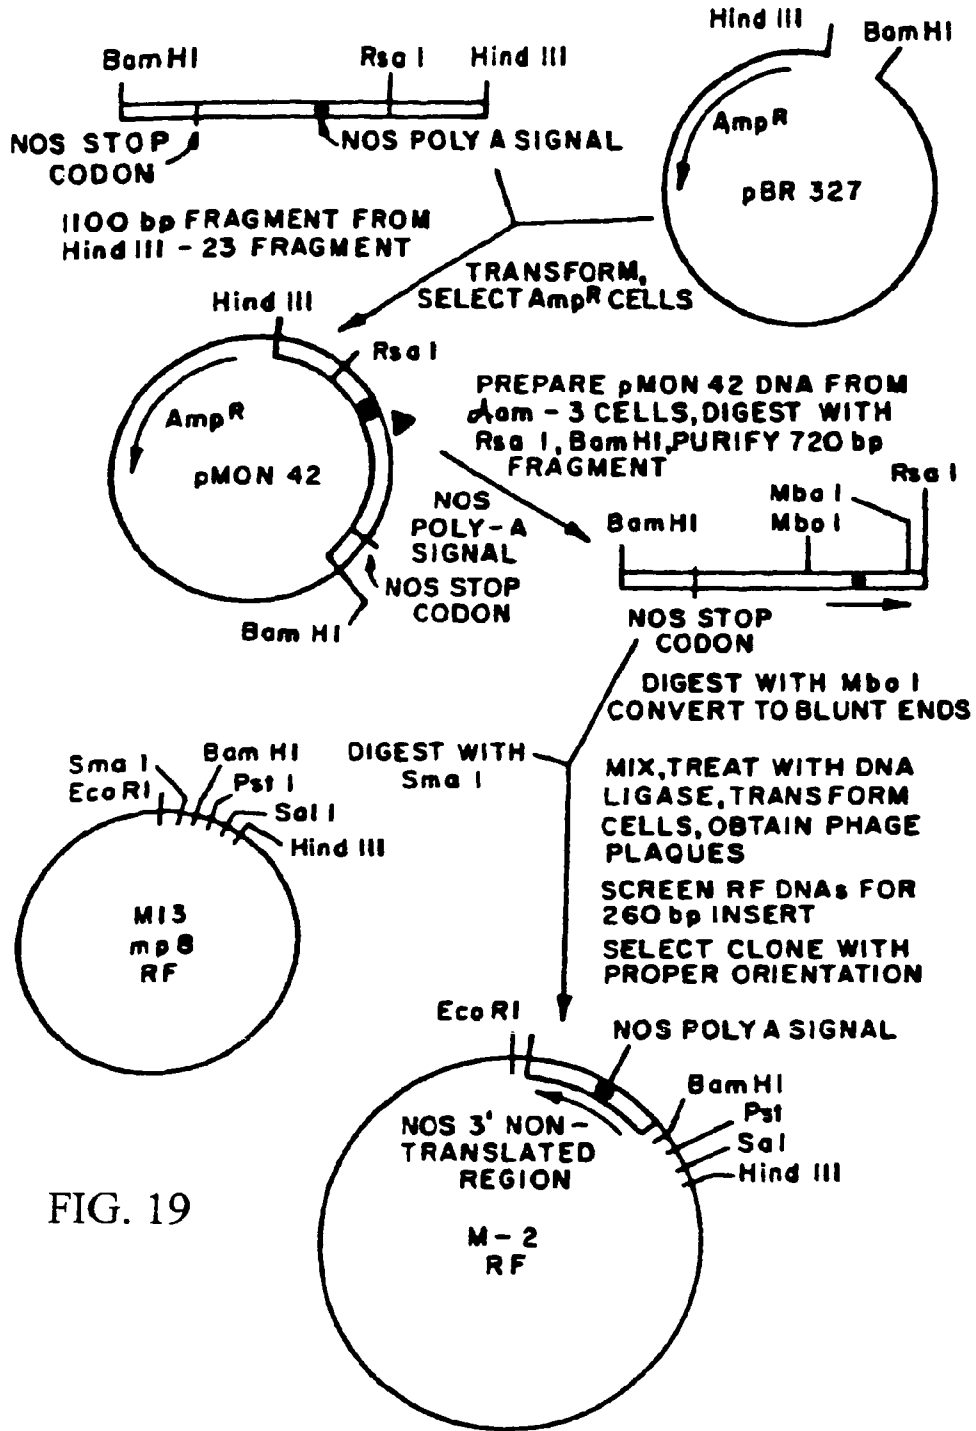 Hind III
BamHI
BamHI
Rsa I
Hind III
AmpR
pBR 327
NOS STOP
CODON
NOS POLY A SIGNAL
1100 bp FRAGMENT FROM
Hind III - 23 FRAGMENT
TRANSFORM,
SELECT AmpR CELLS
Hind III
Rsa I
AmpR
pMON 42
NOS
POLY-A
SIGNAL
NOS STOP
CODON
Bam HI
PREPARE pMON 42 DNA FROM
dam - 3 CELLS, DIGEST WITH
Rsa I, BamHI, PURIFY 720 bp
FRAGMENT
Rsa I
Mbo I
BamHI
Mbo I
NOS STOP
CODON
DIGEST WITH Mbo I
CONVERT TO BLUNT ENDS
DIGEST WITH
Sma I
MIX, TREAT WITH DNA
LIGASE, TRANSFORM
CELLS, OBTAIN PHAGE
PLAQUES
SCREEN RF DNAs FOR
260 bp INSERT
SELECT CLONE WITH
PROPER ORIENTATION
Sma I
EcoRI
Bam HI
Pst I
Sal I
Hind III
M13
mp8
RF
Eco RI
NOS POLY A SIGNAL
BamHI
Pst
Sal
Hind III
NOS 3' NON-
TRANSLATED
REGION
M-2
RF
FIG. 19